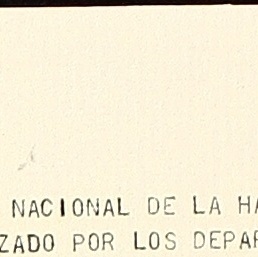 NACIONAL DE LA HA
ZADO POR LOS DEPAR